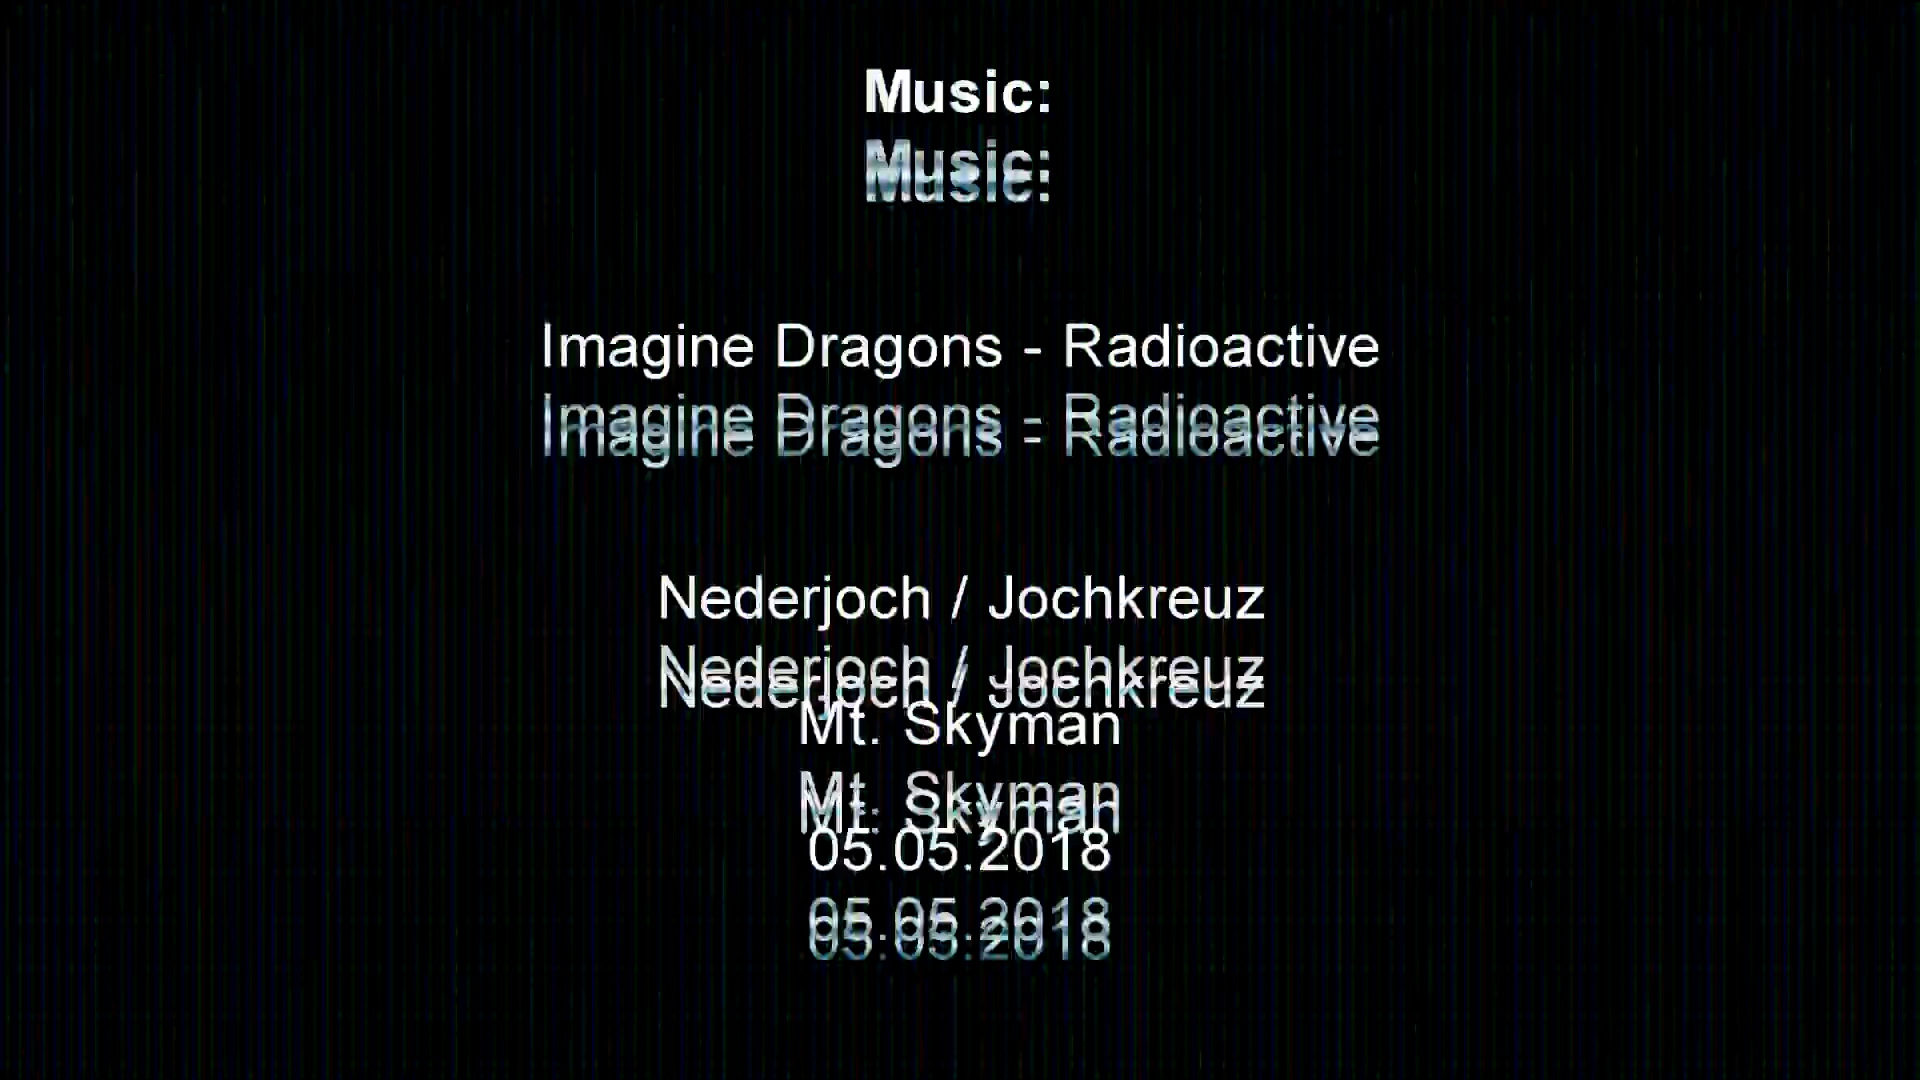 Music:
Music:
Imagine Dragons - Radioactive
Imagine Dragons - Radioactive
Nederjoch / Jochkreuz
Nederjoch / Jochkreuz
Mt. Skyman
Mt. Skyman
05.05.2018
05.05.2018